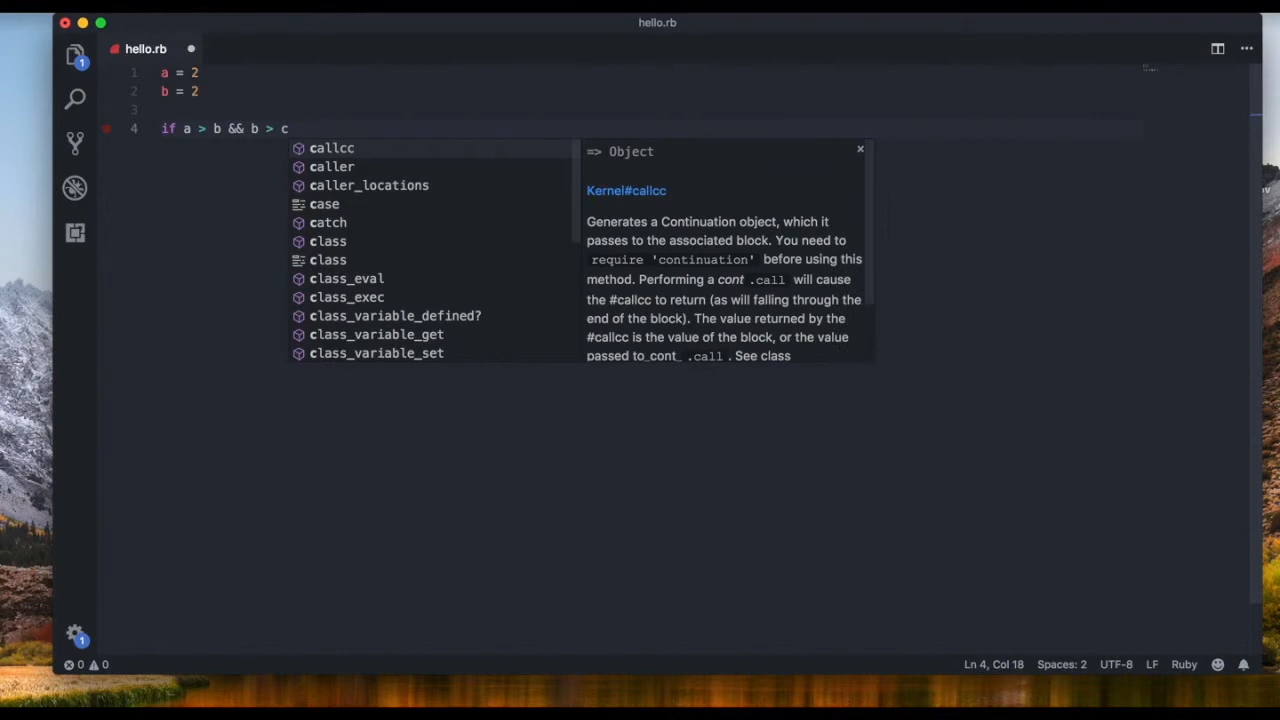 hello.rb
hello.rb
1
1 a = 2
2 b = 2
3
4 if a > b && b > c
callcc
caller
caller_locations
case
catch
class
class
class_eval
class_exec
class_variable_defined?
class_variable_get
class_variable_set
=> Object
×
Kernel#callcc
Generates a Continuation object, which it
passes to the associated block. You need to
require 'continuation' before using this
method. Performing a cont .call will cause
the #callcc to return (as will falling through the
end of the block). The value returned by the
#callcc is the value of the block, or the value
passed to_cont_ .call . See class
1
0 0
Ln 4, Col 18 Spaces: 2 UTF-8 LF Ruby